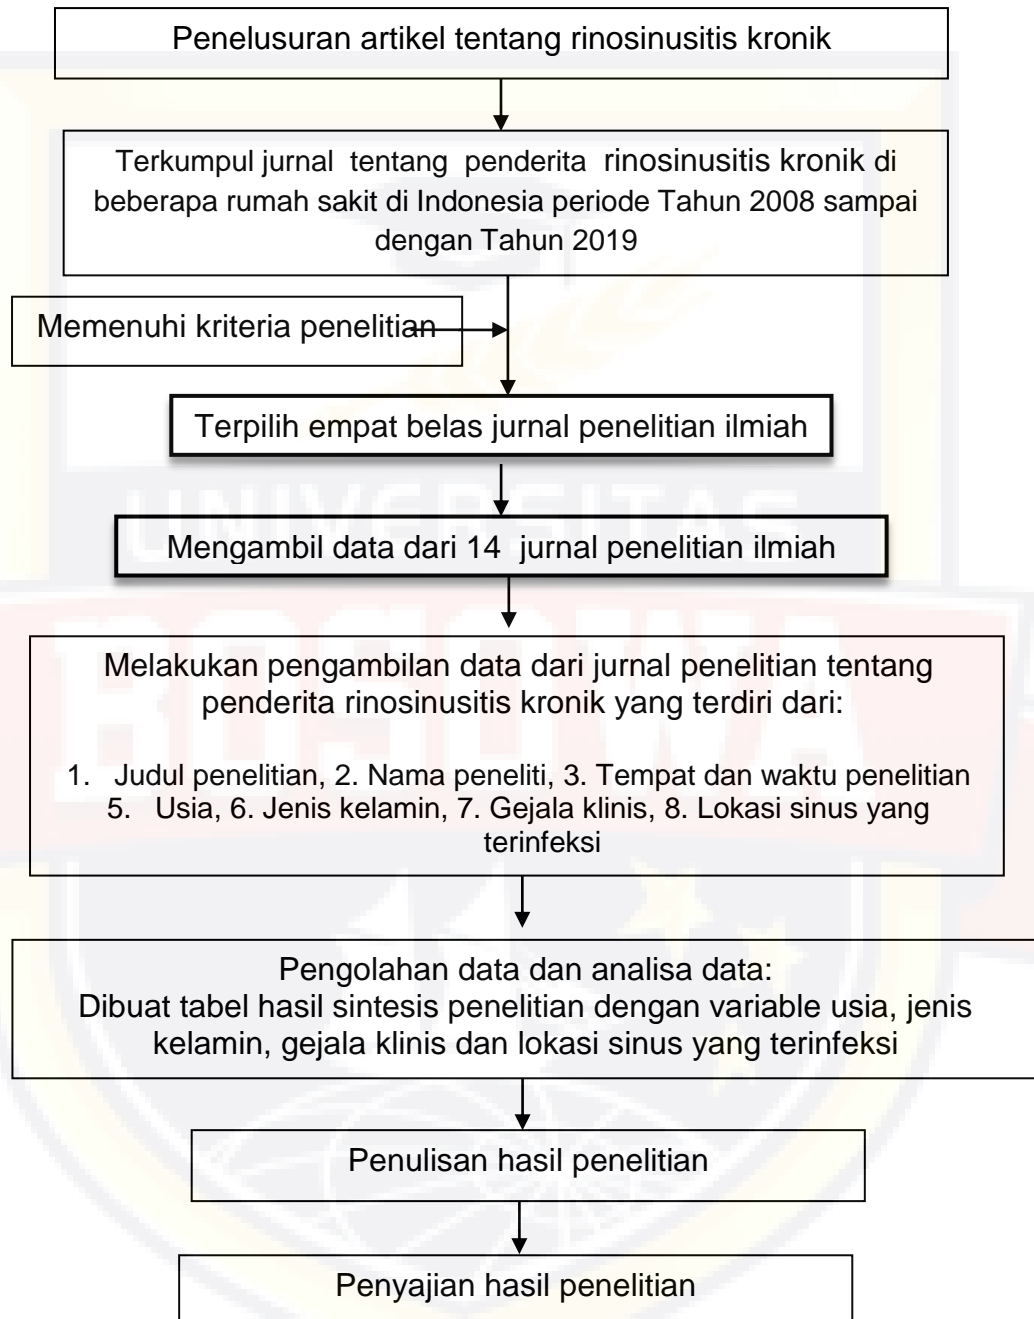 Penelusuran artikel tentang rinosinusitis kronik
Terkumpul jurnal tentang penderita rinosinusitis kronik di
beberapa rumah sakit di Indonesia periode Tahun 2008 sampai
dengan Tahun 2019
Memenuhi kriteria penelitian
Terpilih empat belas jurnal penelitian ilmiah
UNIVERSITAS
Mengambil data dari 14 jurnal penelitian ilmiah
BOSOWA
Melakukan pengambilan data dari jurnal penelitian tentang
penderita rinosinusitis kronik yang terdiri dari:
1. Judul penelitian, 2. Nama peneliti, 3. Tempat dan waktu penelitian
5. Usia, 6. Jenis kelamin, 7. Gejala klinis, 8. Lokasi sinus yang
terinfeksi
Pengolahan data dan analisa data:
Dibuat tabel hasil sintesis penelitian dengan variable usia, jenis
kelamin, gejala klinis dan lokasi sinus yang terinfeksi
Penulisan hasil penelitian
Penyajian hasil penelitian